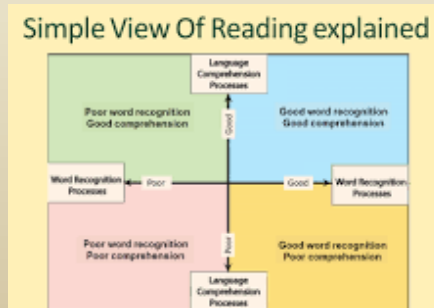 Simple View Of Reading explained
Language
Comprehension
Processes
Poor word recognition
Good comprehension
Good
Good word recognition
Good comprehension
Word Recognition
Processes
Poor
Good
Word Recognition
Processes
Poor word recognition
Poor comprehension
Poor
Good word recognition
Poor comprehension
Language
Comprehension
Processes